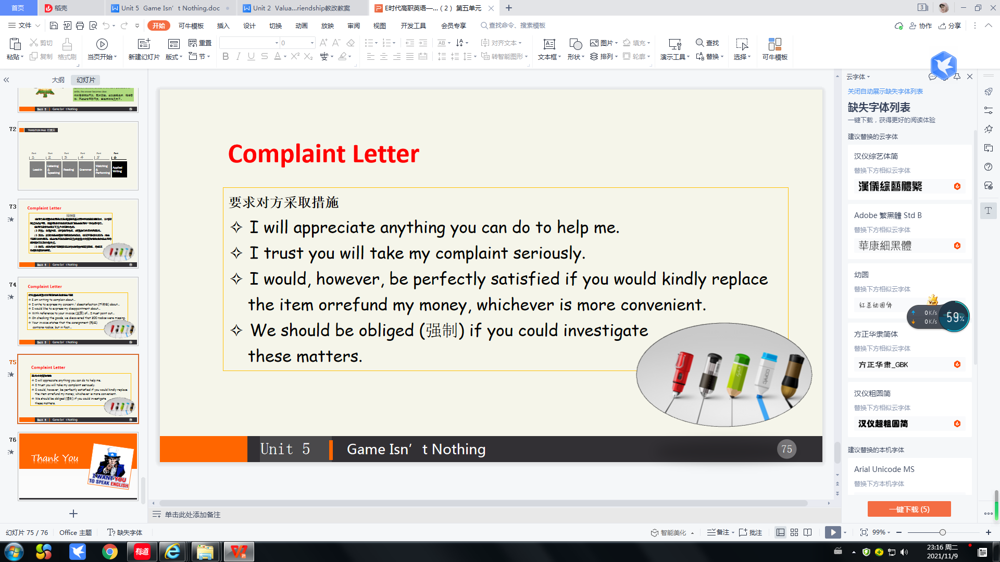 首页
稻壳
Unit 5  Game Isn't Nothing.doc
Unit 2  Valua...riendship教改教案
E时代高职英语—...（2） 第五单元
3
文件
开始
可牛模板
插入
设计
切换
动画
放映
审阅
视图
开发工具
会员专享
查找命令、搜索模板
协作
分享
粘贴
剪切
复制
格式刷
当页开始
新建幻灯片
版式
重置
节
0
对齐文本
转智能图形
文本框
形状
图片
排列
填充
轮廓
演示工具
查找
替换
选择
可牛模板
大纲
幻灯片
Unit 5 Game Isn't Nothing
72
TRANSITION PAGE 过渡页
Part 1 Part 2 Part 3 Part 4 Part 5 Part 6
Lead-in
Listening & Speaking
Reading
Grammar
Watching & Performing
Applied Writing
73
Complaint Letter
投诉信
Unit 5 Game Isn't Nothing
74
Complaint Letter
I am writing to complain about...
I write to express my concern / dissatisfaction (不满意) about...
I would like to express my disappointment about...
With reference to your invoice (发票) of... I must point out...
On checking the goods, we discovered that 200 radios were missing.
Your invoice states that the consignment (托运)
contains radios, but in fact...
Unit 5 Game Isn't Nothing
75
Complaint Letter
I will appreciate anything you can do to help me.
I trust you will take my complaint seriously.
I would, however, be perfectly satisfied if you would kindly replace
the item orrefund my money, whichever is more convenient.
We should be obliged (强制) if you could investigate
these matters.
Unit 5 Game Isn't Nothing
76
Thank You
I WANT YOU
TO SPEAK ENGLISH
Complaint Letter
要求对方采取措施
✧ I will appreciate anything you can do to help me.
✧ I trust you will take my complaint seriously.
✧ I would, however, be perfectly satisfied if you would kindly replace
the item orrefund my money, whichever is more convenient.
✧ We should be obliged (强制) if you could investigate
these matters.
Unit 5
Game Isn't Nothing
75
云字体
关闭自动展示缺失字体列表
缺失字体列表
一键下载，获得更好的阅读体验
建议替换的云字体
汉仪综艺体简
替换下方相似云字体
漢儀綜藝體繁
Adobe 繁黑體 Std B
替换下方相似云字体
華康細黑體
幼圆
替换下方相似云字体
VIP
0K/s
0K/s
59%
方正华隶简体
替换下方相似云字体
方正华隶_GBK
汉仪粗圆简
替换下方相似云字体
汉仪超粗圆简
建议替换的本机字体
Arial Unicode MS
替换下方本机字体
一键下载 (5)
单击此处添加备注
幻灯片 75 / 76
Office 主题
缺失字体
智能美化
备注
批注
99%
有道
23:16 周二
2021/11/9